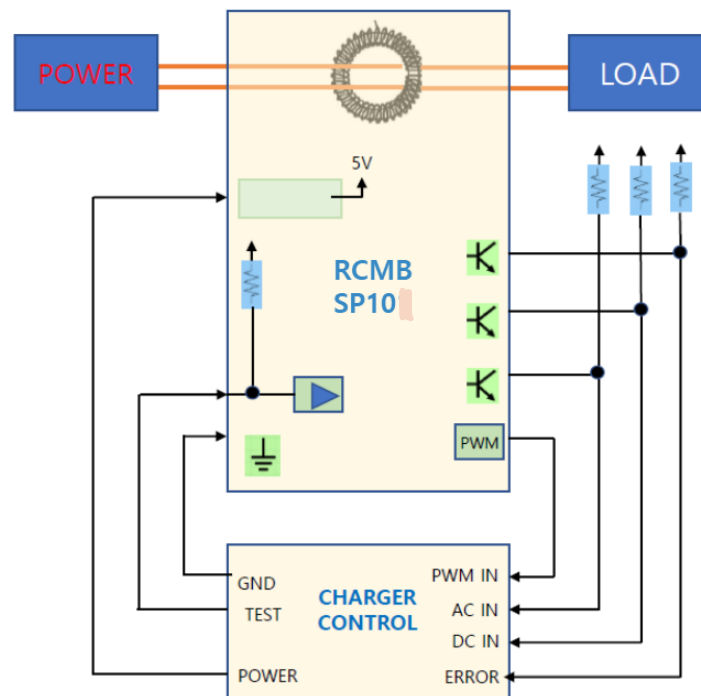 POWER
LOAD
5V
RCMB
SP10
PWM
GND
TEST
POWER
CHARGER
CONTROL
PWM IN
AC IN
DC IN
ERROR